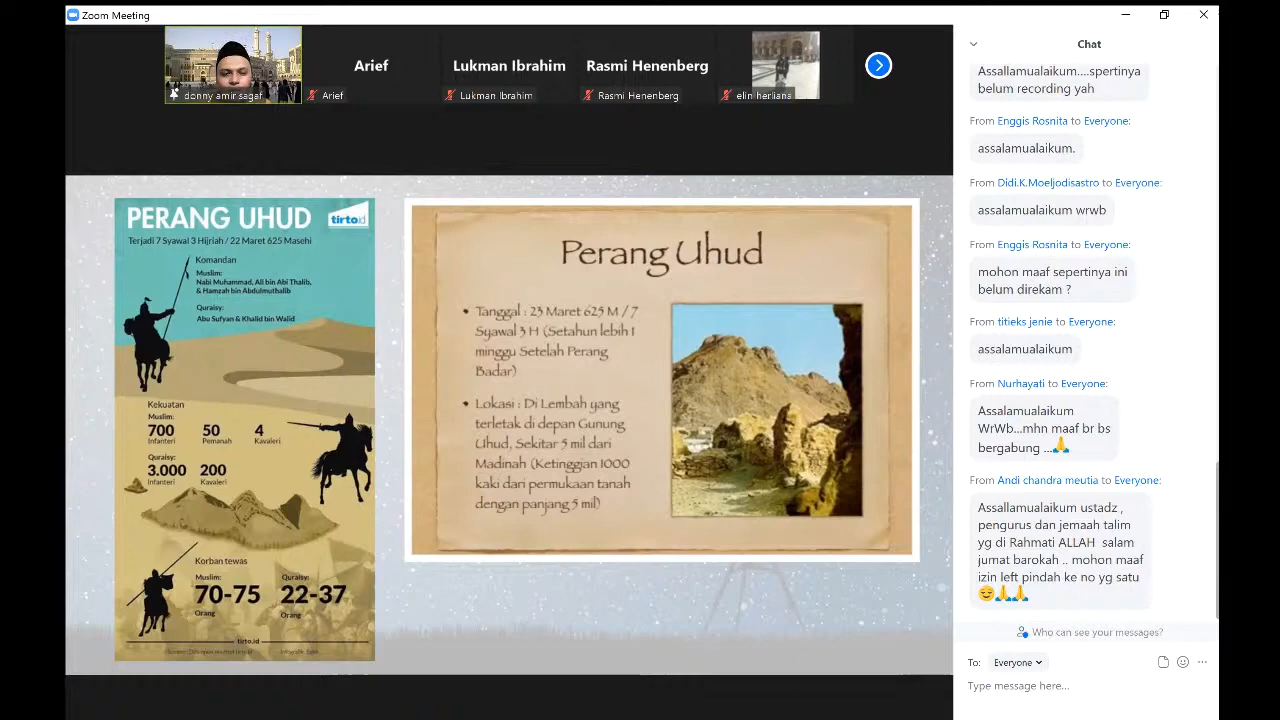 Zoom Meeting
Arief
Lukman Ibrahim
Rasmi Henenberg
donny amir sagaf
Arief
Lukman Ibrahim
Rasmi Henenberg
elin herliana
PERANG UHUD
tirto.id
Terjadi 7 Syawal 3 Hijriah / 22 Maret 625 Masehi
Komandan
Muslim:
Nabi Muhammad, Ali bin Abi Thalib,
& Hamzah bin Abdulmuthalib
Quraisy:
Abu Sufyan & Khalid bin Walid
Kekuatan
Muslim:
700 50 4
Infanteri Pemanah Kavaleri
Quraisy:
3.000 200
Infanteri Kavaleri
Korban tewas
Muslim: Quraisy:
70-75 22-37
Orang Orang
tirto.id
Perang Uhud
• Tanggal : 23 Maret 625 M / 7
Syawal 3 H (Setahun lebih 1
minggu Setelah Perang
Badar)
• Lokasi : Di Lembah yang
terletak di depan Gunung
Uhud, Sekitar 5 mil dari
Madinah (Ketinggian 1000
kaki dari permukaan tanah
dengan panjang 5 mil)
Chat
Assallamualaikum....spertinya
belum recording yah
From Enggis Rosnita to Everyone:
assalamualaikum.
From Didi.K.Moeljodisastro to Everyone:
assalamualaikum wrwb
From Enggis Rosnita to Everyone:
mohon maaf sepertinya ini
belum direkam ?
From titieks jenie to Everyone:
assalamualaikum
From Nurhayati to Everyone:
Assalamualaikum
WrWb...mhn maaf br bs
bergabung ...🙏
From Andi chandra meutia to Everyone:
Assallamualaikum ustadz ,
pengurus dan jemaah talim
yg di Rahmati ALLAH salam
jumat barokah .. mohon maaf
izin left pindah ke no yg satu
😊🙏🙏
Who can see your messages?
To: Everyone
Type message here...